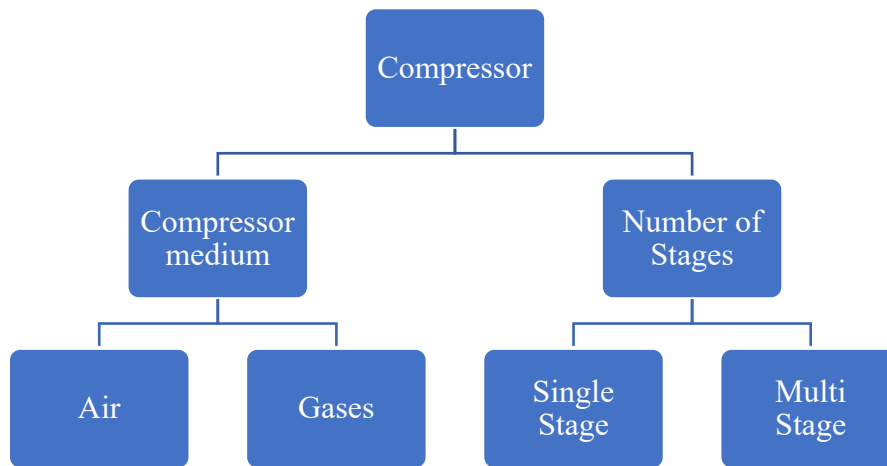 Compressor
Compressor
medium
Number of
Stages
Air
Gases
Single
Stage
Multi
Stage